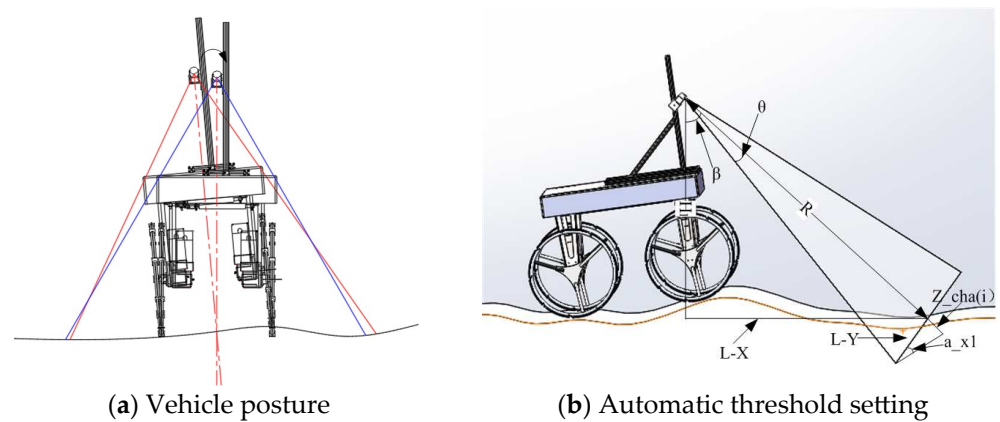 θ
β
R
Z_cha(i)
L-X
L-Y
a_x1
(a) Vehicle posture
(b) Automatic threshold setting